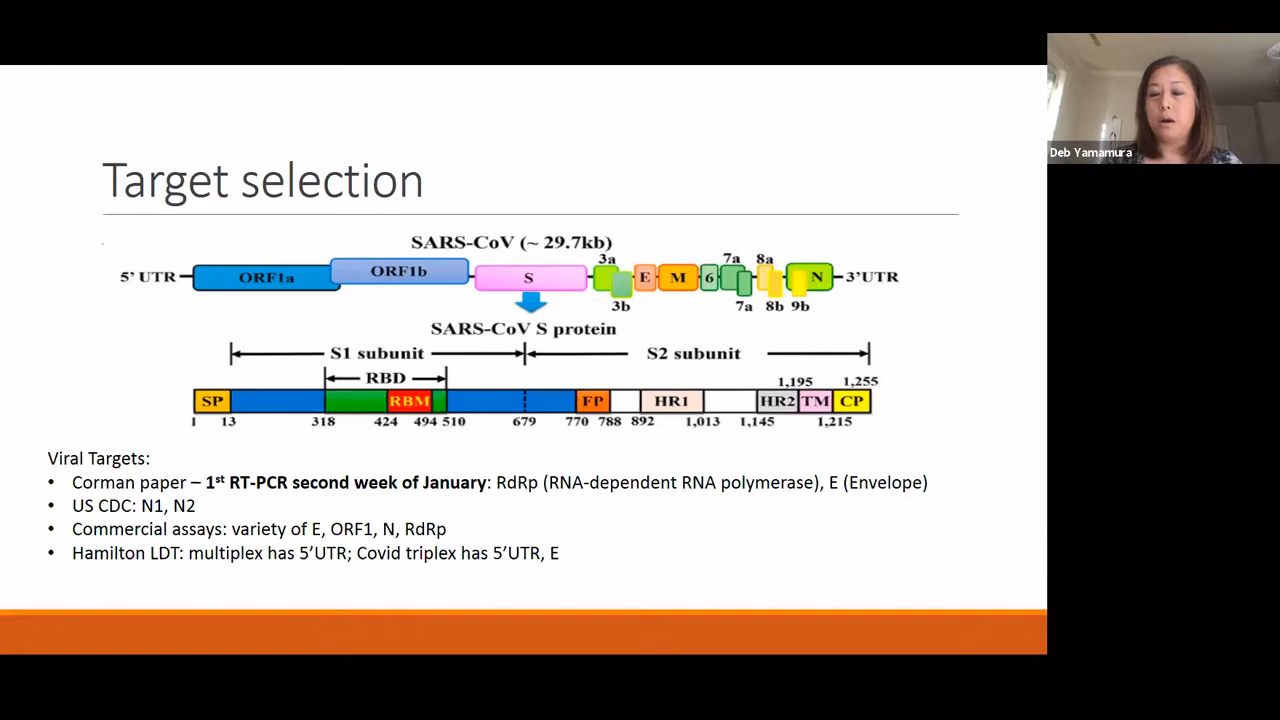 Deb Yamamura
Target selection
SARS-CoV (~ 29.7kb)
3a 7a 8a
5' UTR ORF1a ORF1b S E M 6 N 3'UTR
3b 7a 8b 9b
SARS-CoV S protein
S1 subunit S2 subunit
RBD 1,195 1,255
SP RBM FP HR1 HR2 TM CP
1 13 318 424 494 510 679 770 788 892 1,013 1,145 1,215
Viral Targets:
• Corman paper – 1st RT-PCR second week of January: RdRp (RNA-dependent RNA polymerase), E (Envelope)
• US CDC: N1, N2
• Commercial assays: variety of E, ORF1, N, RdRp
• Hamilton LDT: multiplex has 5’UTR; Covid triplex has 5’UTR, E